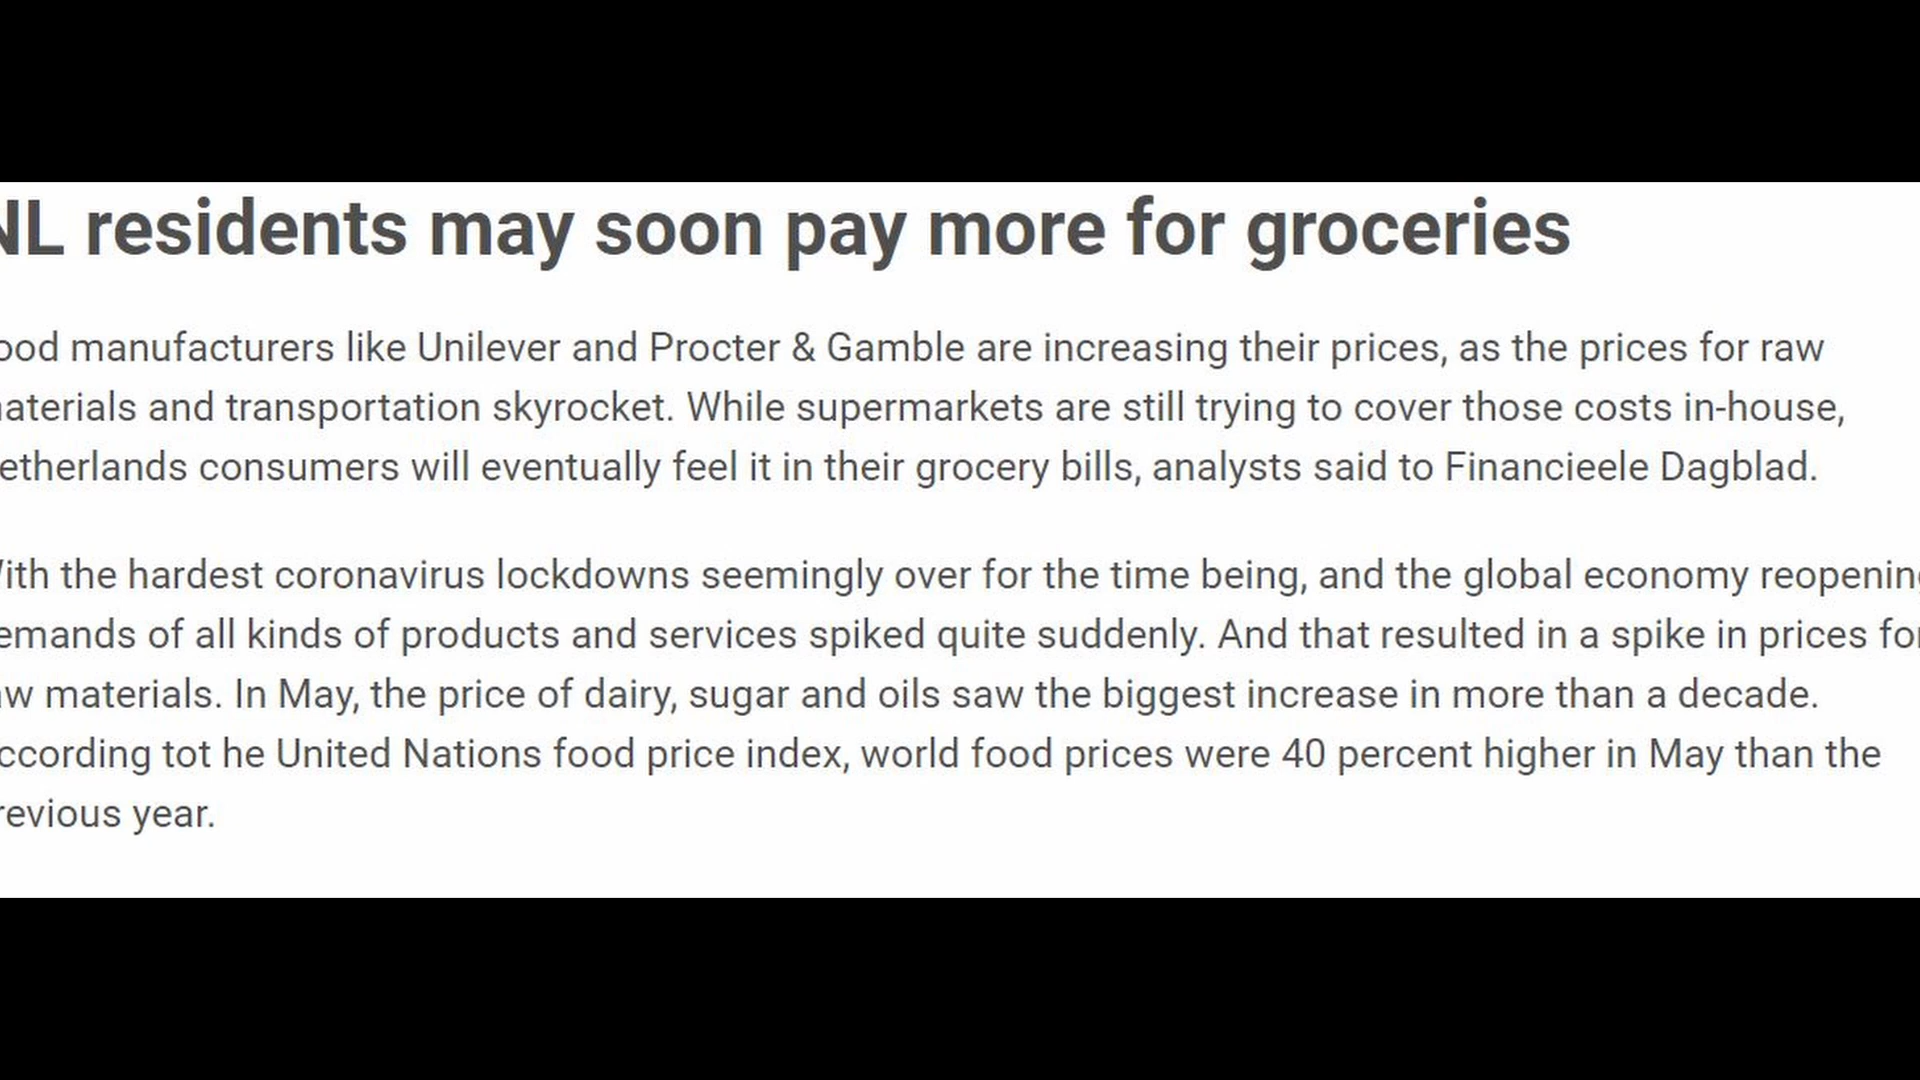 NL residents may soon pay more for groceries
ood manufacturers like Unilever and Procter & Gamble are increasing their prices, as the prices for raw
aterials and transportation skyrocket. While supermarkets are still trying to cover those costs in-house,
etherlands consumers will eventually feel it in their grocery bills, analysts said to Financieele Dagblad.
With the hardest coronavirus lockdowns seemingly over for the time being, and the global economy reopening
emands of all kinds of products and services spiked quite suddenly. And that resulted in a spike in prices for
aw materials. In May, the price of dairy, sugar and oils saw the biggest increase in more than a decade.
ccording tot he United Nations food price index, world food prices were 40 percent higher in May than the
revious year.